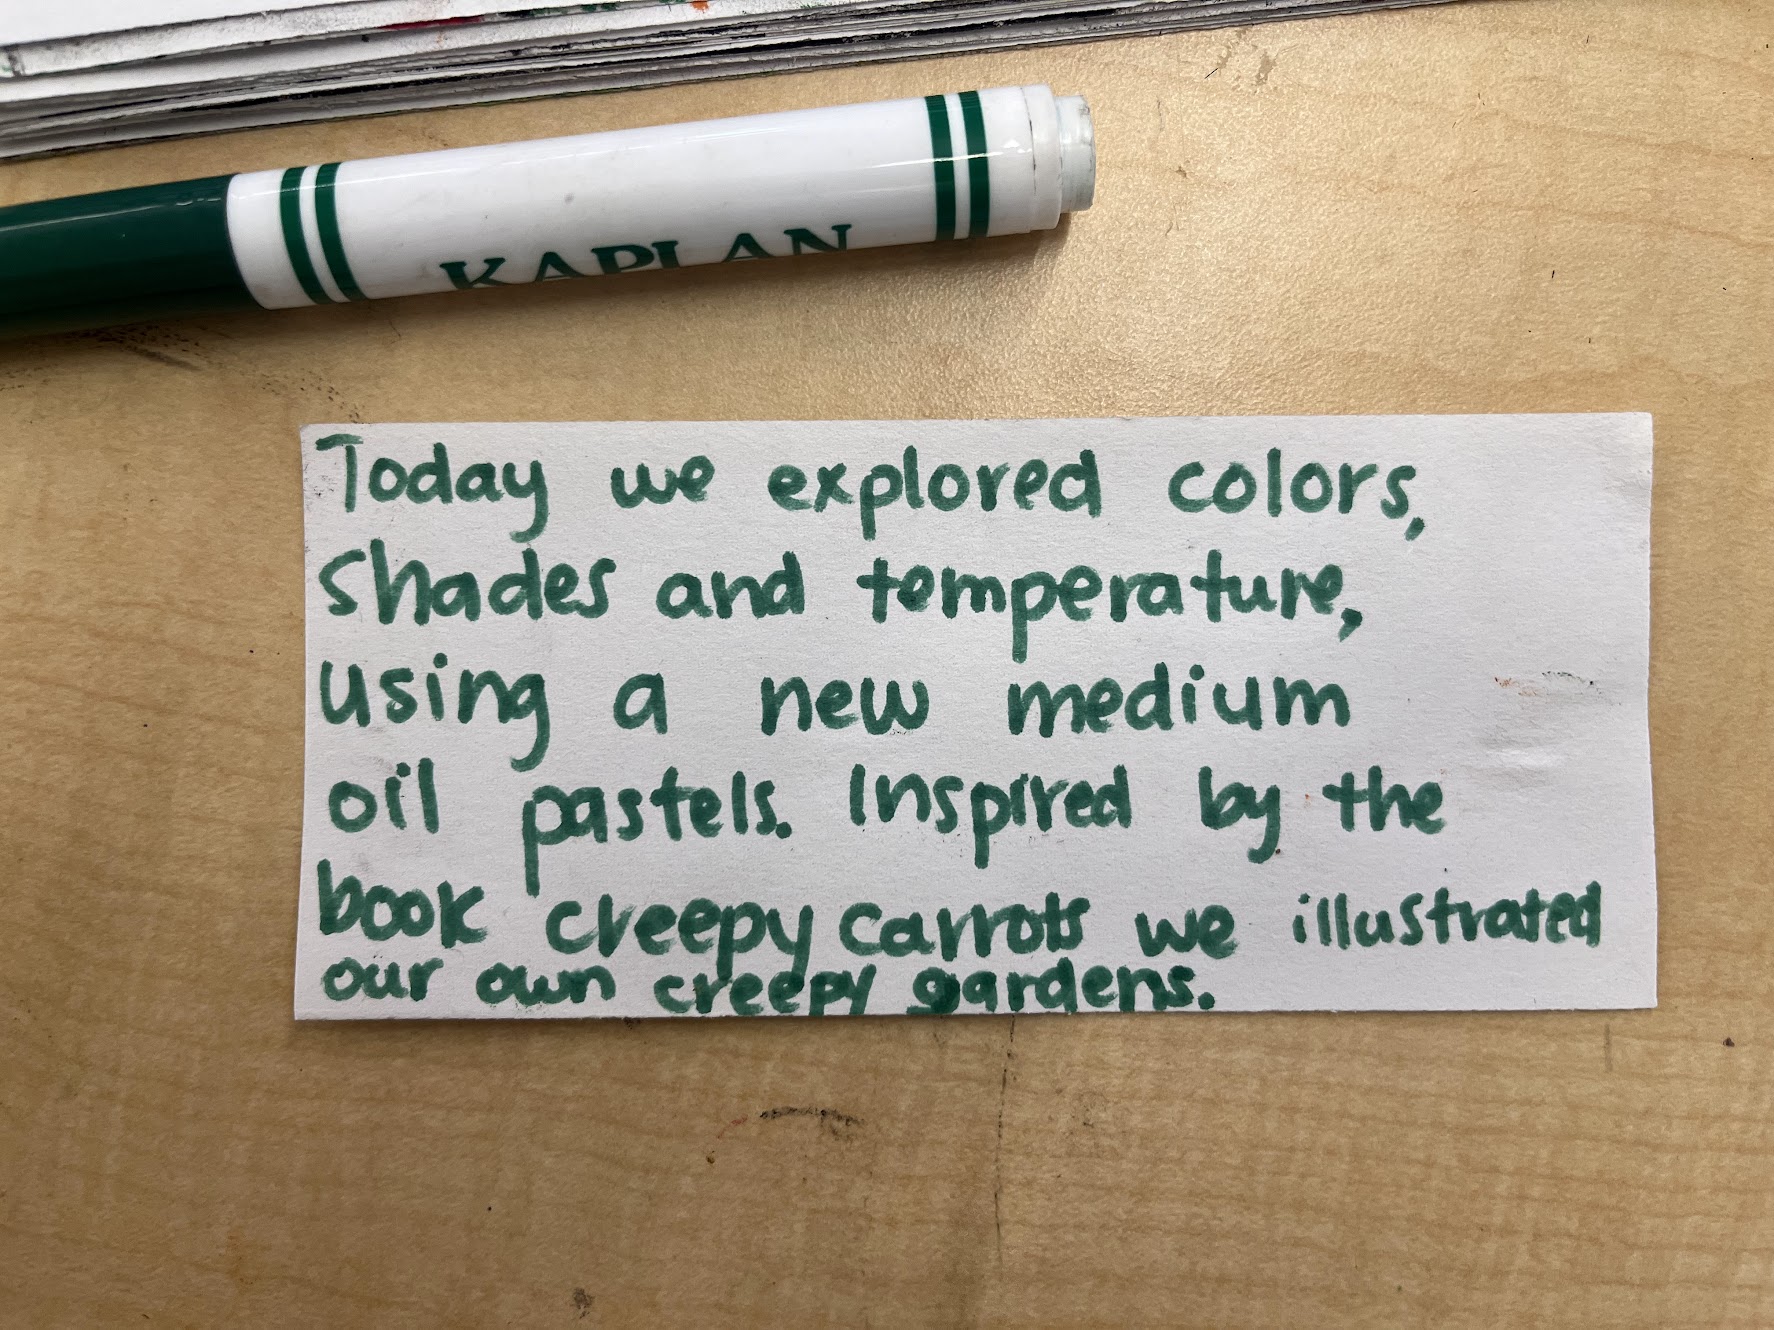 KAPLAN
Today we explored colors,
shades and temperature,
using a new medium
oil pastels. Inspired by the
book creepy carrots we illustrated
our own creepy gardens.